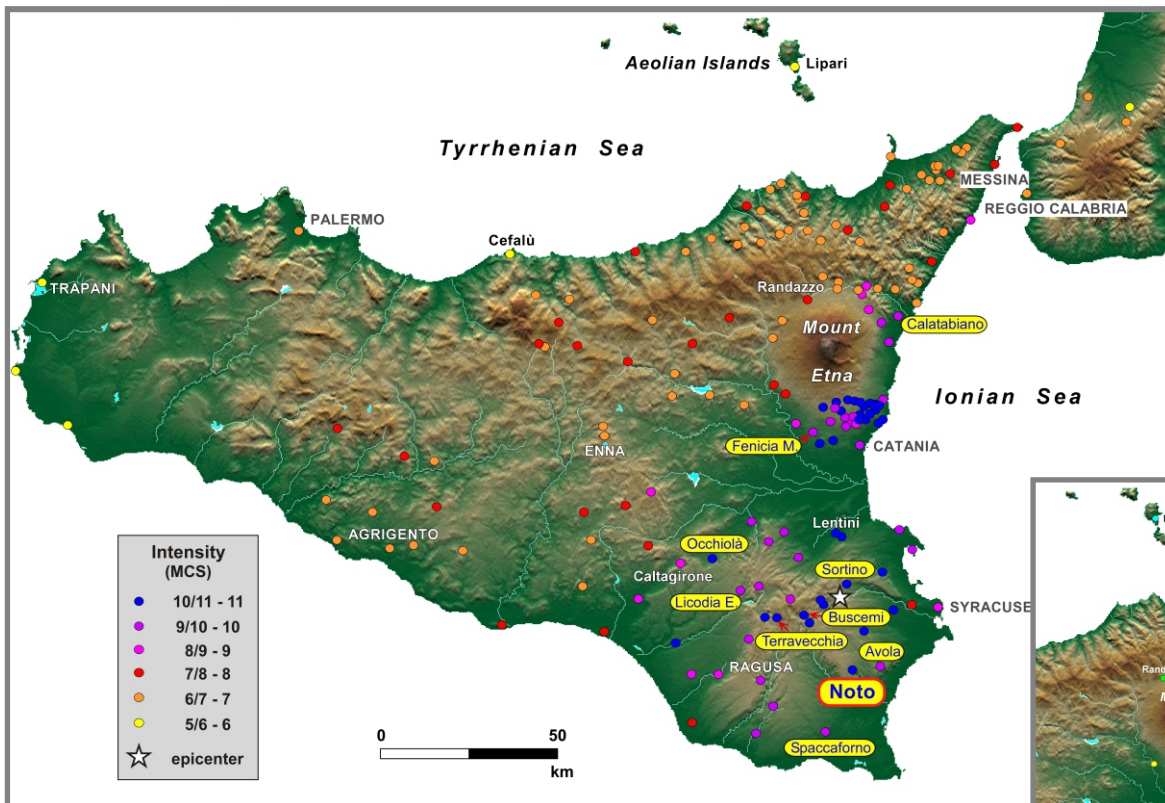 Aeolian Islands
Lipari
Tyrrhenian Sea
MESSINA
PALERMO
REGGIO CALABRIA
Cefalù
TRAPANI
Randazzo
Mount
Etna
Calatabiano
Ionian Sea
Fenicia M.
CATANIA
ENNA
Lentini
AGRIGENTO
Occhiolà
Sortino
Caltagirone
Licodia E.
SYRACUSE
Buscemi
Terravecchia
Avola
RAGUSA
Noto
Spaccaforno
Intensity
(MCS)
10/11 - 11
9/10 - 10
8/9 - 9
7/8 - 8
6/7 - 7
5/6 - 6
epicenter
0
50
km